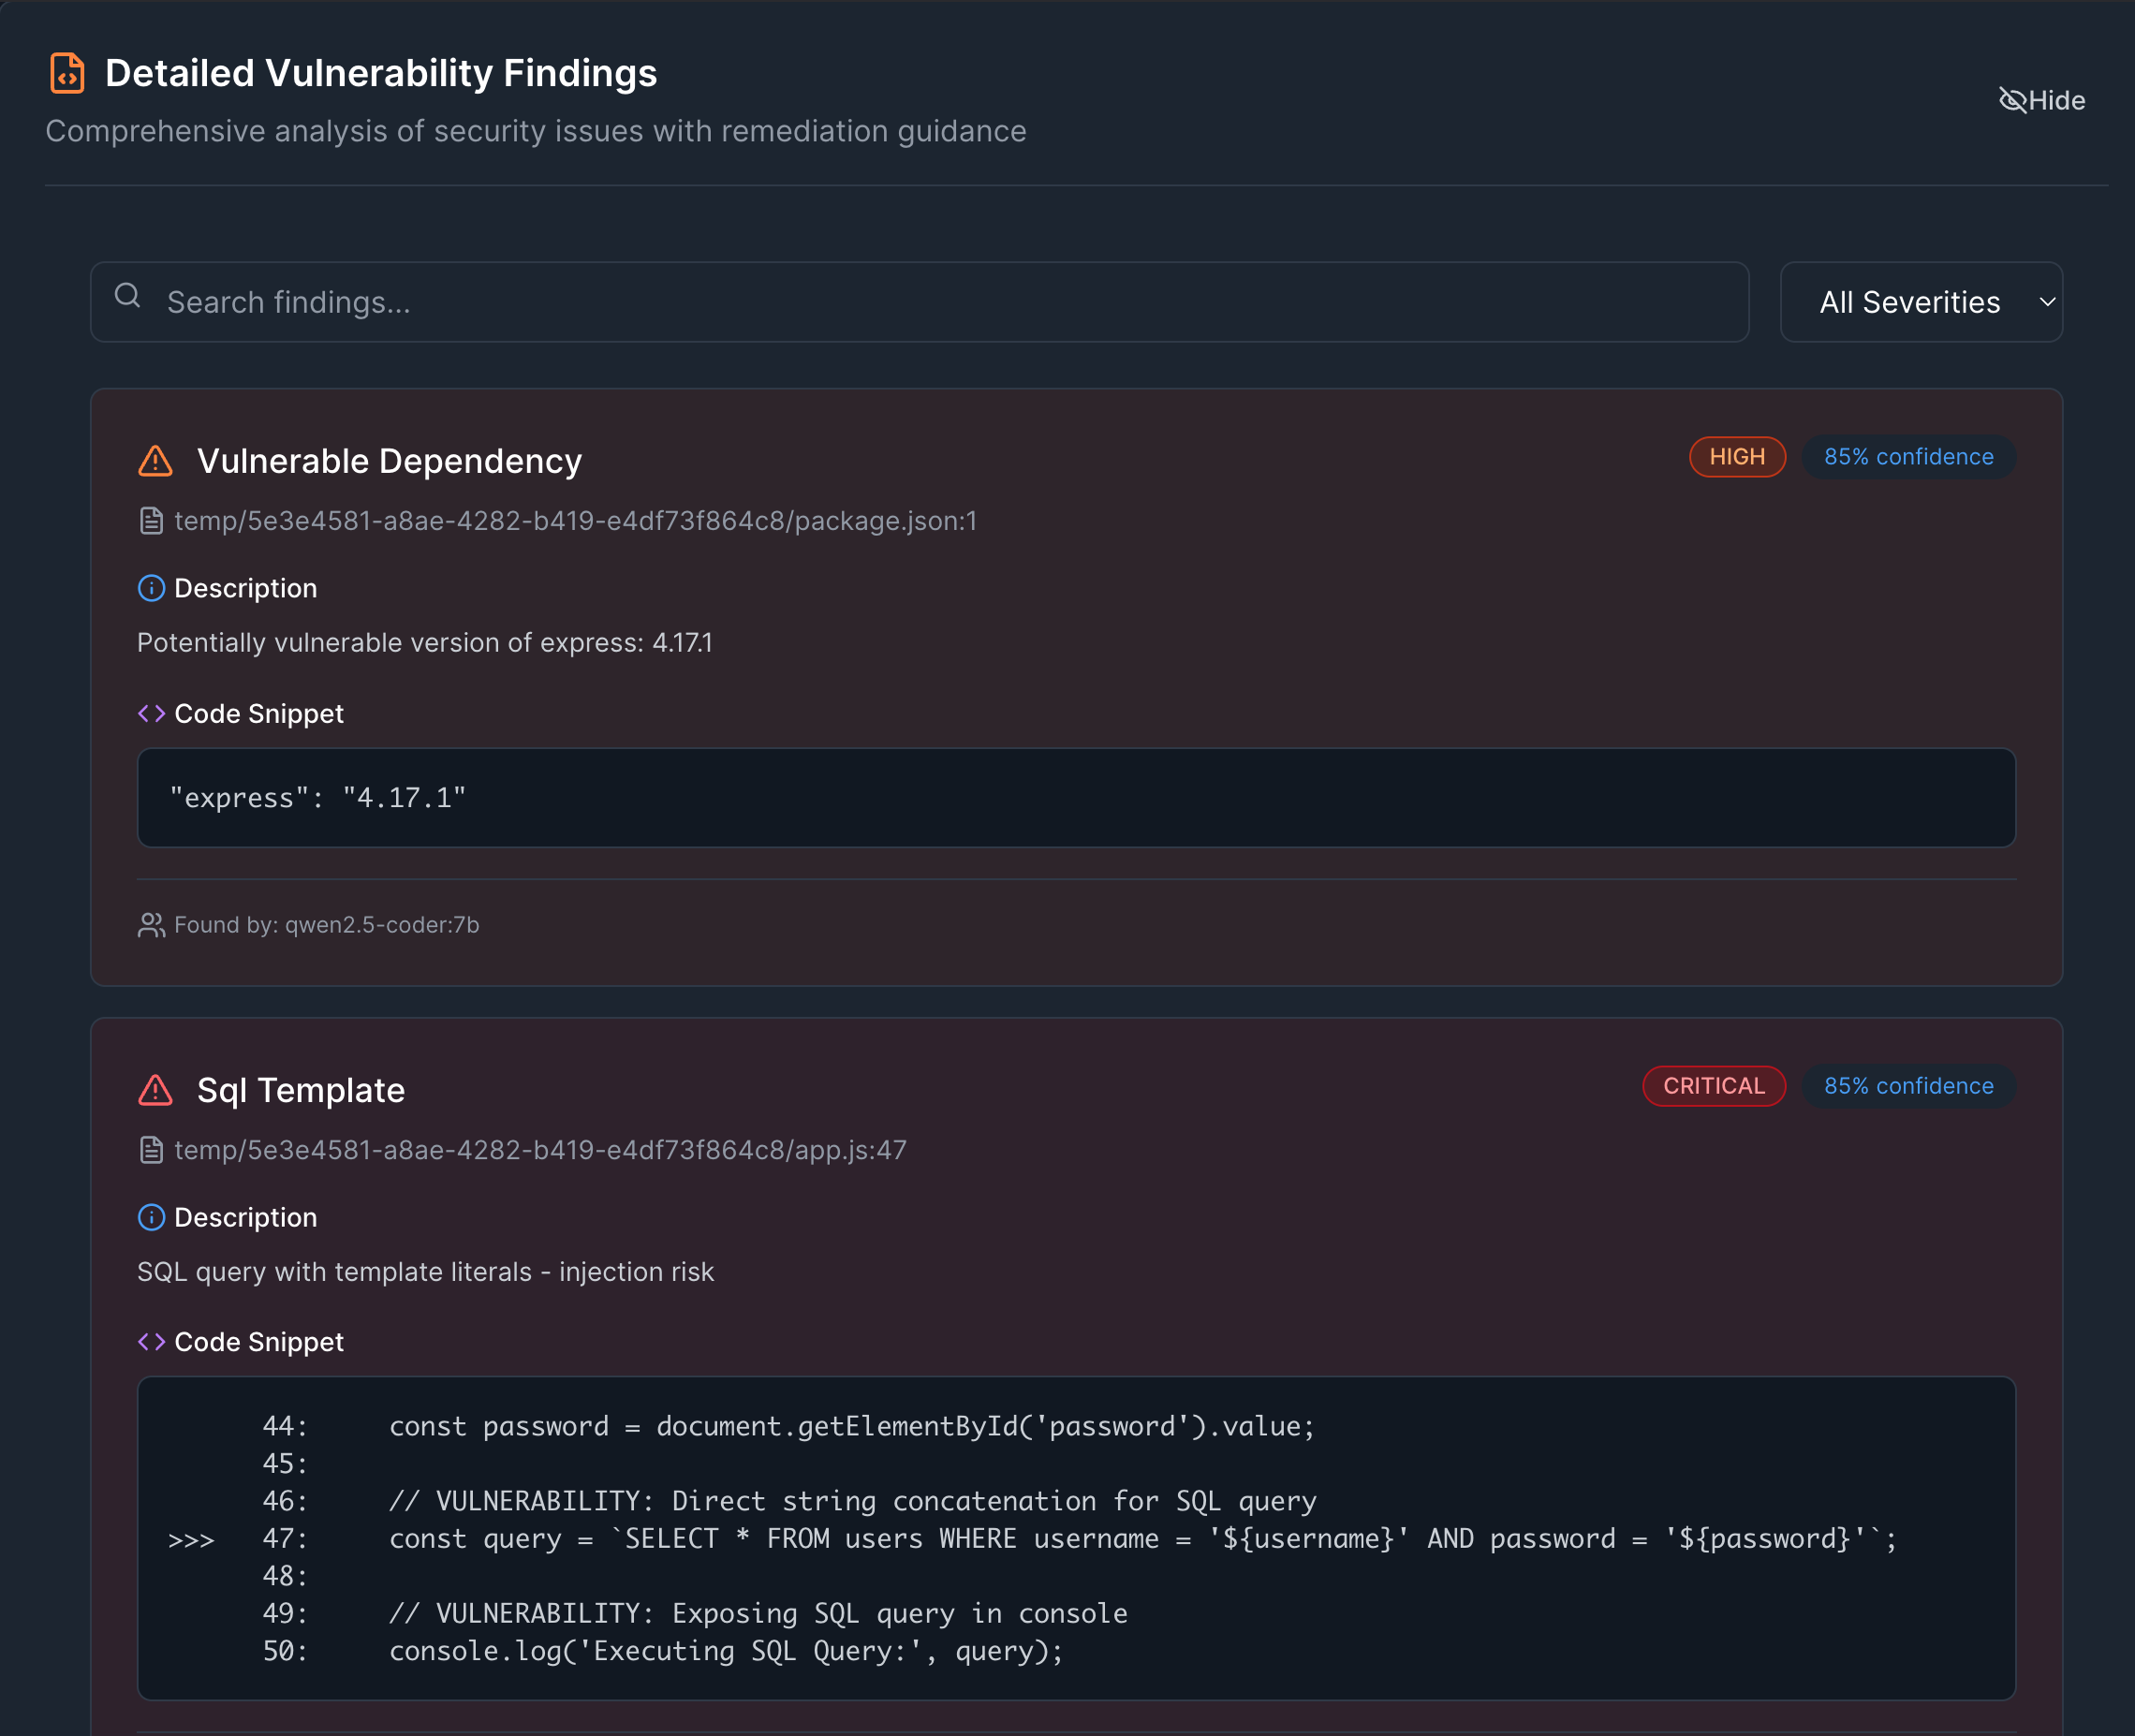 Detailed Vulnerability Findings
Comprehensive analysis of security issues with remediation guidance
Hide
Search findings...
All Severities
Vulnerable Dependency
HIGH
85% confidence
temp/5e3e4581-a8ae-4282-b419-e4df73f864c8/package.json:1
Description
Potentially vulnerable version of express: 4.17.1
Code Snippet
"express": "4.17.1"
Found by: qwen2.5-coder:7b
Sql Template
CRITICAL
85% confidence
temp/5e3e4581-a8ae-4282-b419-e4df73f864c8/app.js:47
Description
SQL query with template literals - injection risk
Code Snippet
44:     const password = document.getElementById('password').value;
45:
46:     // VULNERABILITY: Direct string concatenation for SQL query
>>>   47:     const query = `SELECT * FROM users WHERE username = '${username}' AND password = '${password}'`;
48:
49:     // VULNERABILITY: Exposing SQL query in console
50:     console.log('Executing SQL Query:', query);